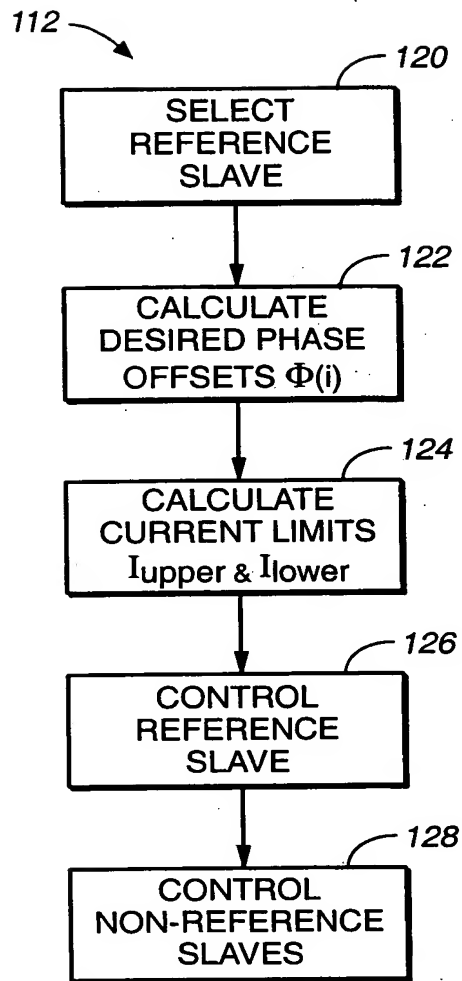 112
120
SELECT
REFERENCE
SLAVE
122
CALCULATE
DESIRED PHASE
OFFSETS Φ(i)
124
CALCULATE
CURRENT LIMITS
Iupper & Ilower
126
CONTROL
REFERENCE
SLAVE
128
CONTROL
NON-REFERENCE
SLAVES